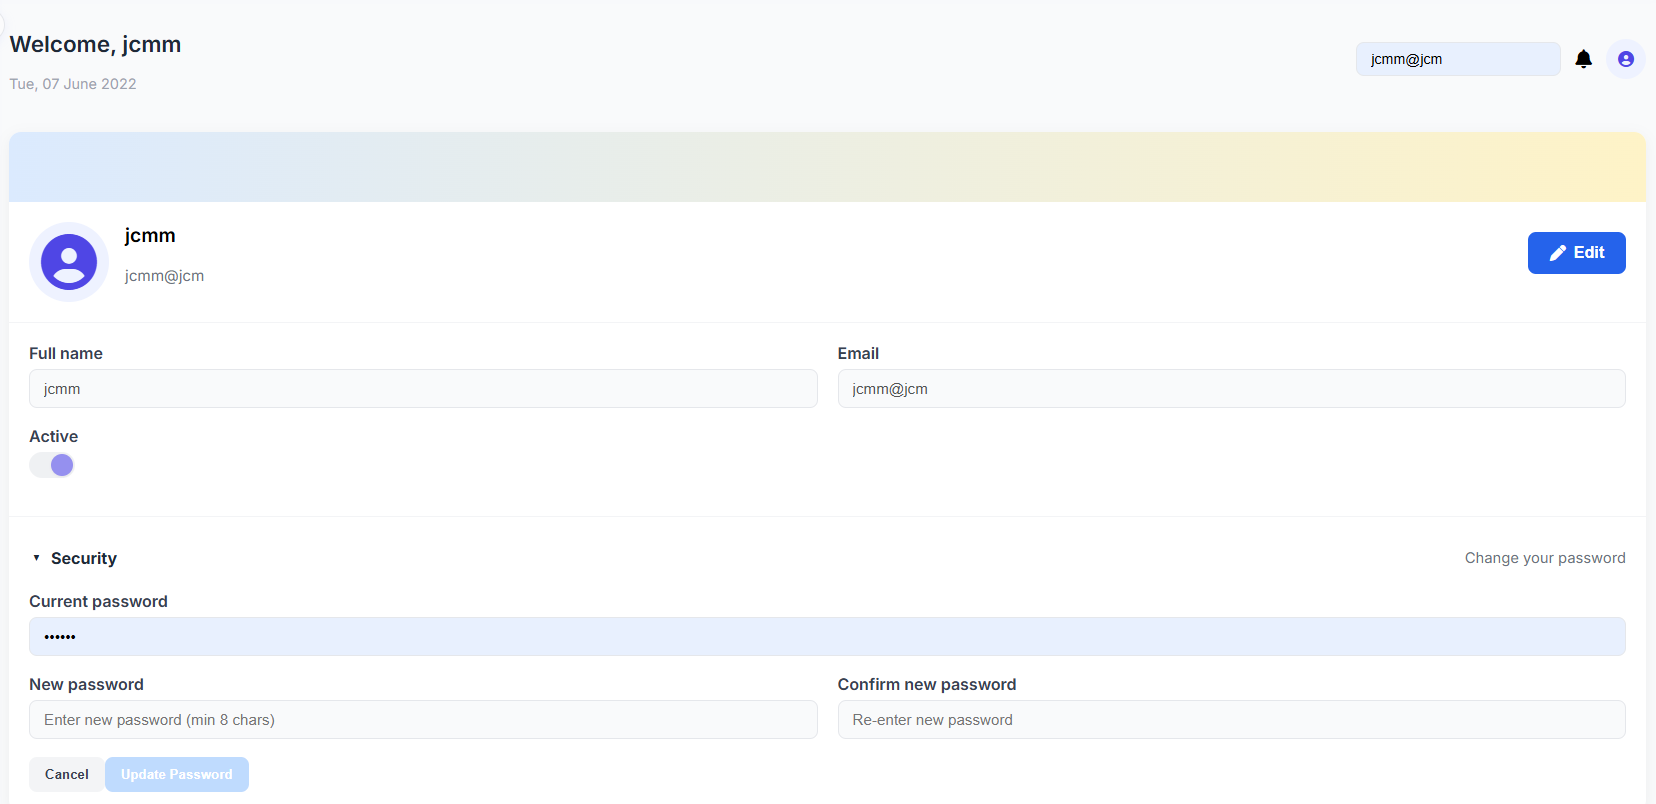 Welcome, jcmm
Tue, 07 June 2022
jcmm@jcm
jcmm
jcmm@jcm
Edit
Full name
Email
jcmm
jcmm@jcm
Active
Security
Change your password
Current password
••••••
New password
Confirm new password
Enter new password (min 8 chars)
Re-enter new password
Cancel
Update Password